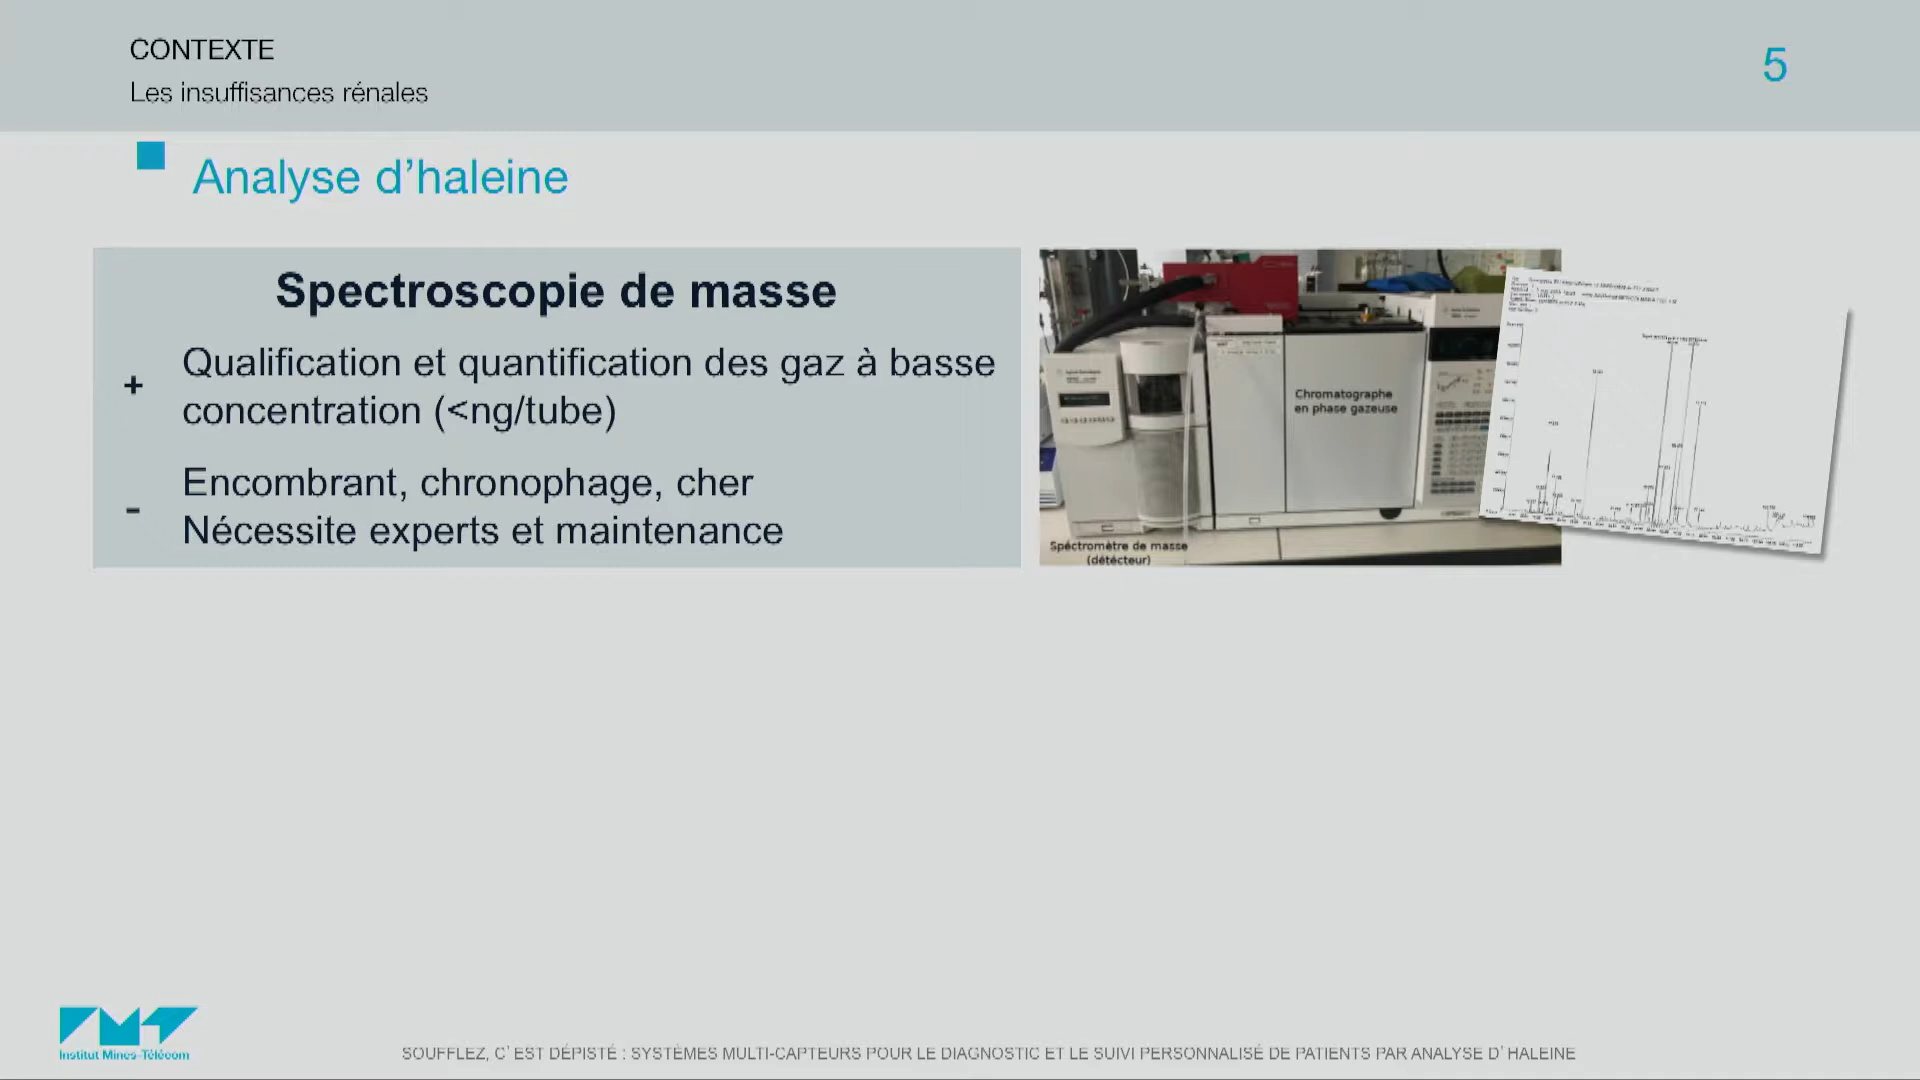 CONTEXTE
Les insuffisances rénales
5
Analyse d’haleine
Spectroscopie de masse
+
Qualification et quantification des gaz à basse
concentration (<ng/tube)
-
Encombrant, chronophage, cher
Nécessite experts et maintenance
Chromatographe
en phase gazeuse
Spéctromètre de masse
(détécteur)
IMT
Institut Mines-Télécom
SOUFFLEZ, C’ EST DÉPISTÉ : SYSTÈMES MULTI-CAPTEURS POUR LE DIAGNOSTIC ET LE SUIVI PERSONNALISÉ DE PATIENTS PAR ANALYSE D’ HALEINE